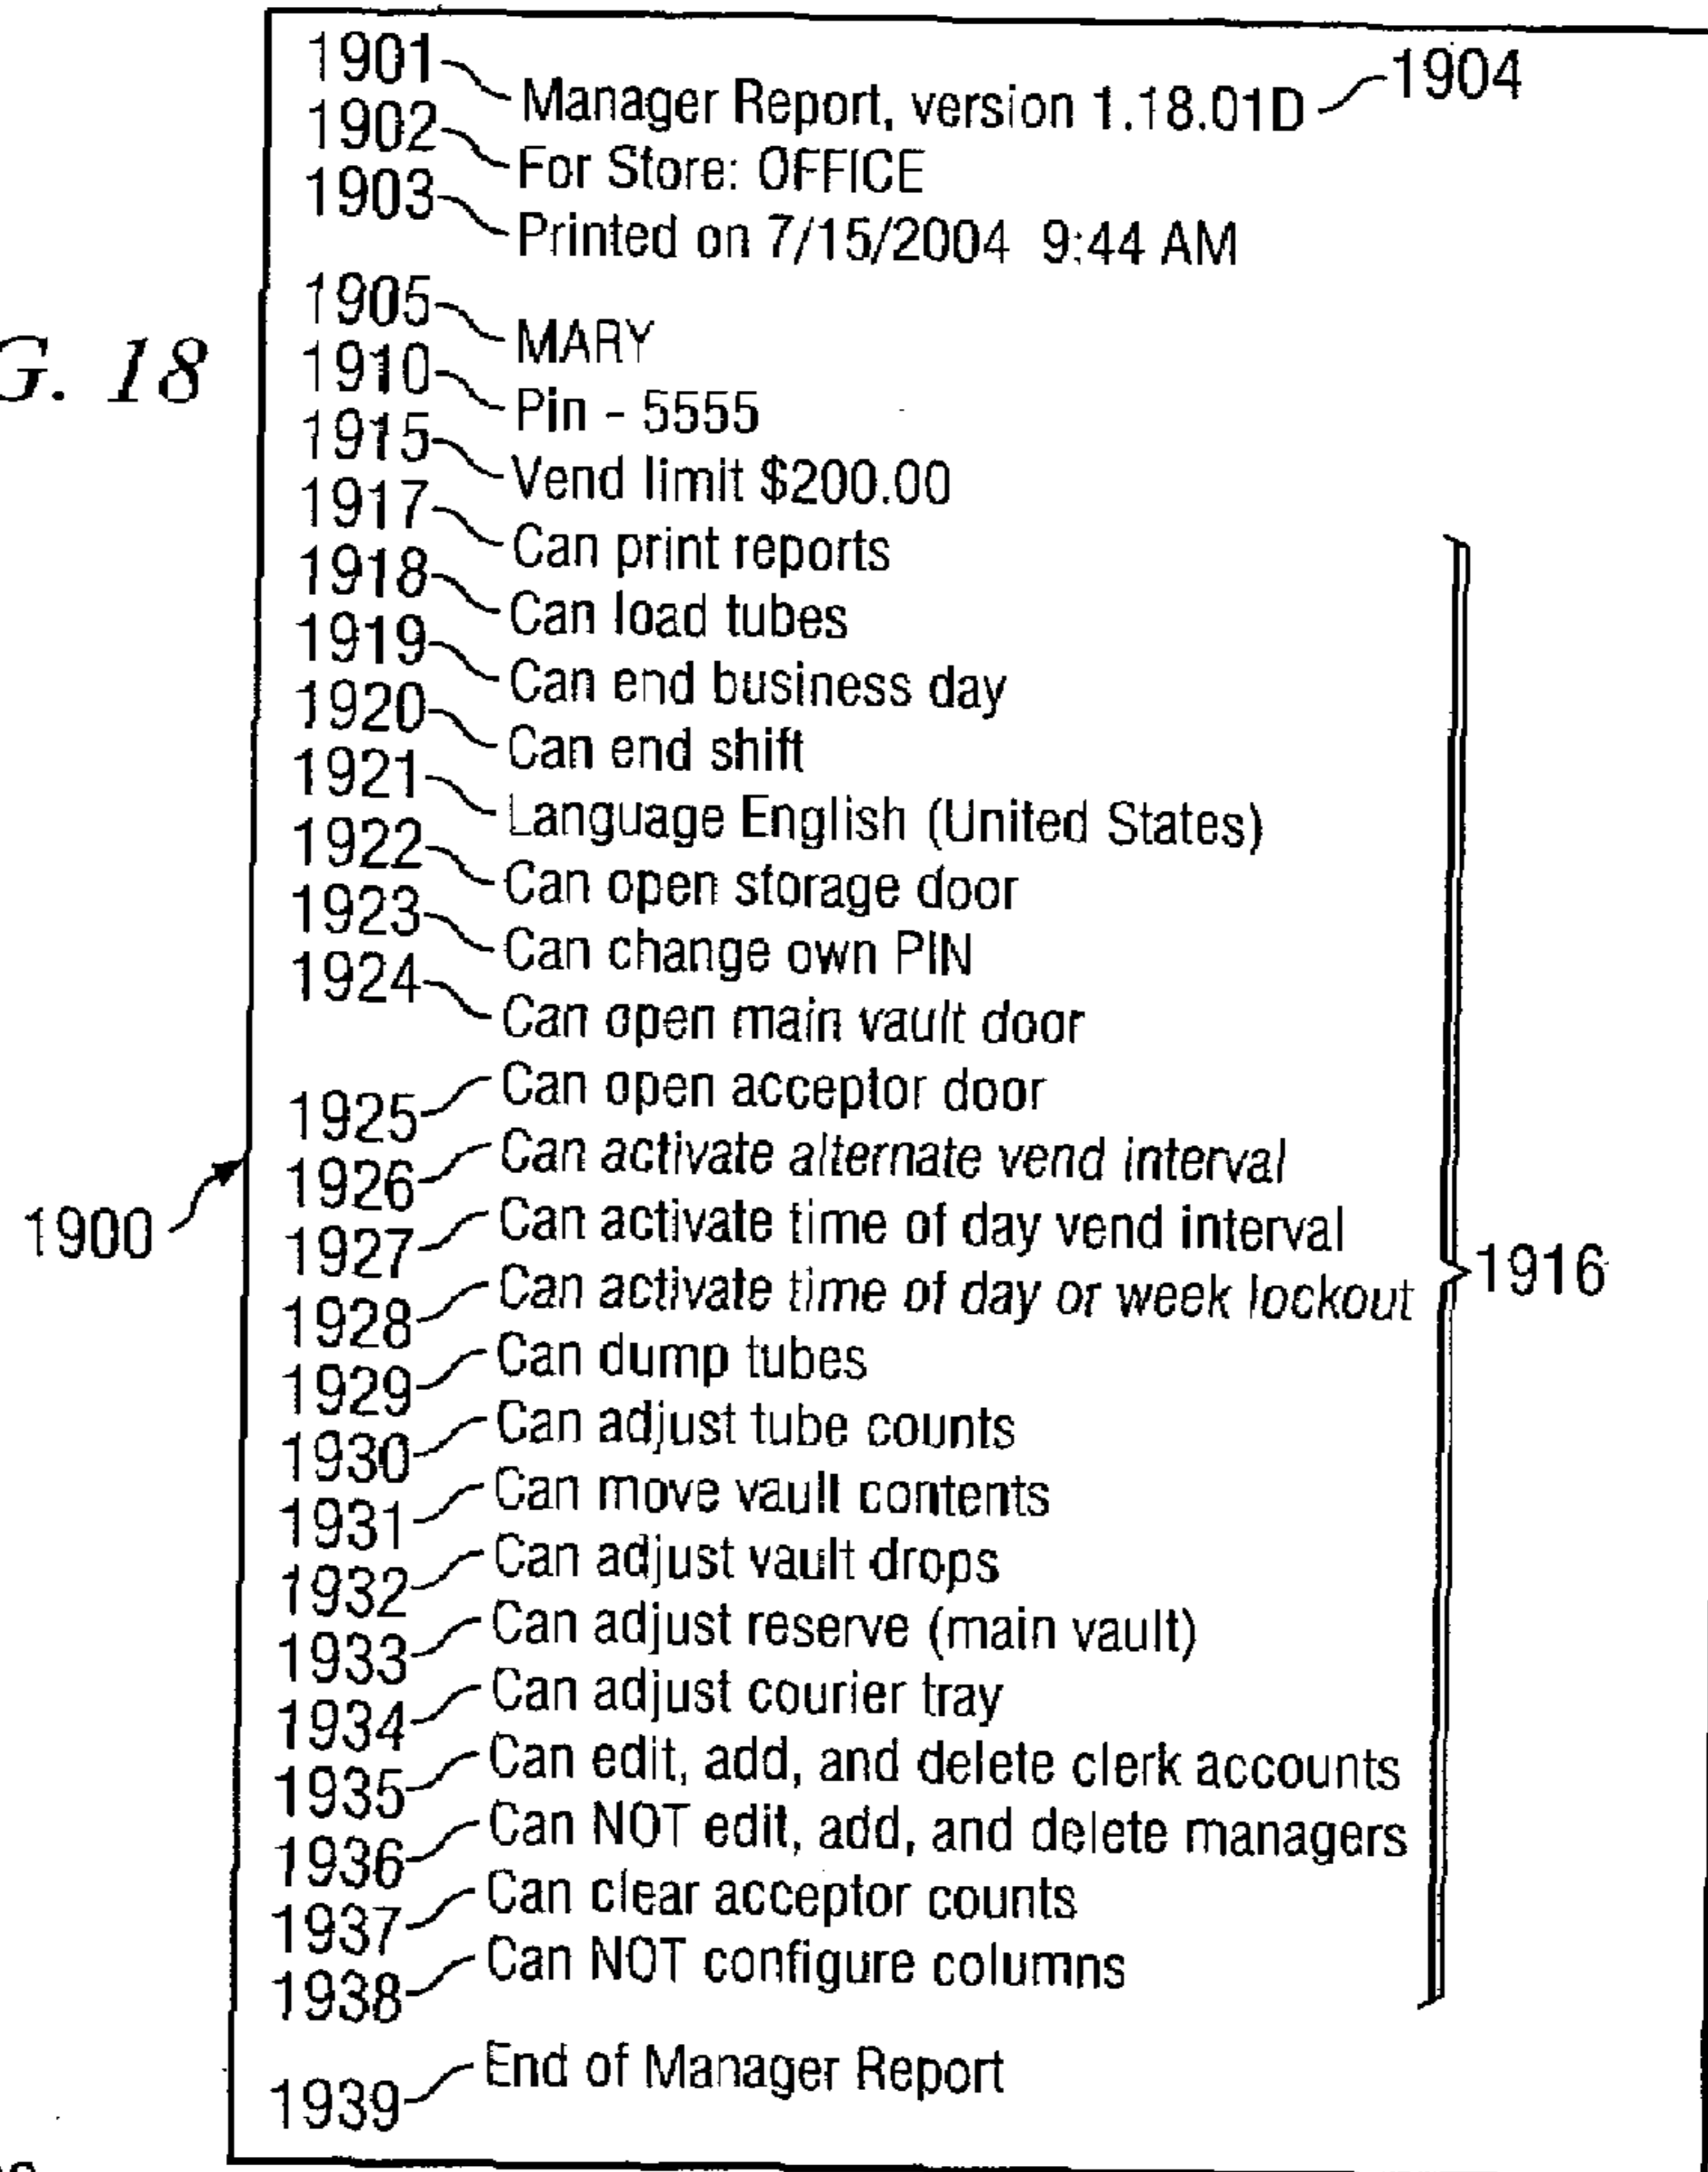 1901 Manager Report, version 1.18.01D 1904
1902 For Store: OFFICE
1903 Printed on 7/15/2004 9:44 AM
1905 MARY
G. 18
1910 Pin - 5555
1915 Vend limit $200.00
1917 Can print reports
1918 Can load tubes
1919 Can end business day
1920 Can end shift
1921 Language English (United States)
1922 Can open storage door
1923 Can change own PIN
1924 Can open main vault door
1925 Can open acceptor door
1926 Can activate alternate vend interval
1900
1927 Can activate time of day vend interval
1916
1928 Can activate time of day or week lockout
1929 Can dump tubes
1930 Can adjust tube counts
1931 Can move vault contents
1932 Can adjust vault drops
1933 Can adjust reserve (main vault)
1934 Can adjust courier tray
1935 Can edit, add, and delete clerk accounts
1936 Can NOT edit, add, and delete managers
1937 Can clear acceptor counts
1938 Can NOT configure columns
1939 End of Manager Report